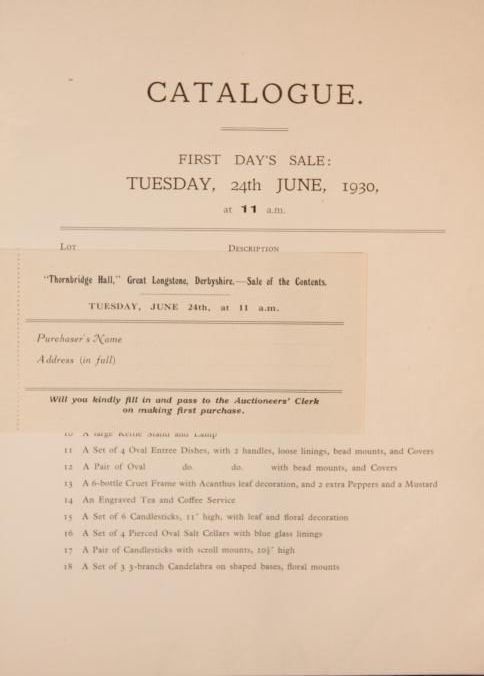 CATALOGUE.
FIRST DAY'S SALE:
TUESDAY, 24th JUNE, 1930,
at 11 a.m.
Lot Description
"Thornbridge Hall," Great Longstone, Derbyshire.—Sale of the Contents.
TUESDAY, JUNE 24th, at 11 a.m.
Purchaser's Name
Address (in full)
Will you kindly fill in and pass to the Auctioneers' Clerk
on making first purchase.
10 A large Kettle Stand and Lamp
11 A Set of 4 Oval Entree Dishes, with 2 handles, loose linings, bead mounts, and Covers
12 A Pair of Oval do. do. with bead mounts, and Covers
13 A 6-bottle Cruet Frame with Acanthus leaf decoration, and 2 extra Peppers and a Mustard
14 An Engraved Tea and Coffee Service
15 A Set of 6 Candlesticks, 11" high, with leaf and floral decoration
16 A Set of 4 Pierced Oval Salt Cellars with blue glass linings
17 A Pair of Candlesticks with scroll mounts, 10½" high
18 A Set of 3 3-branch Candelabra on shaped bases, floral mounts